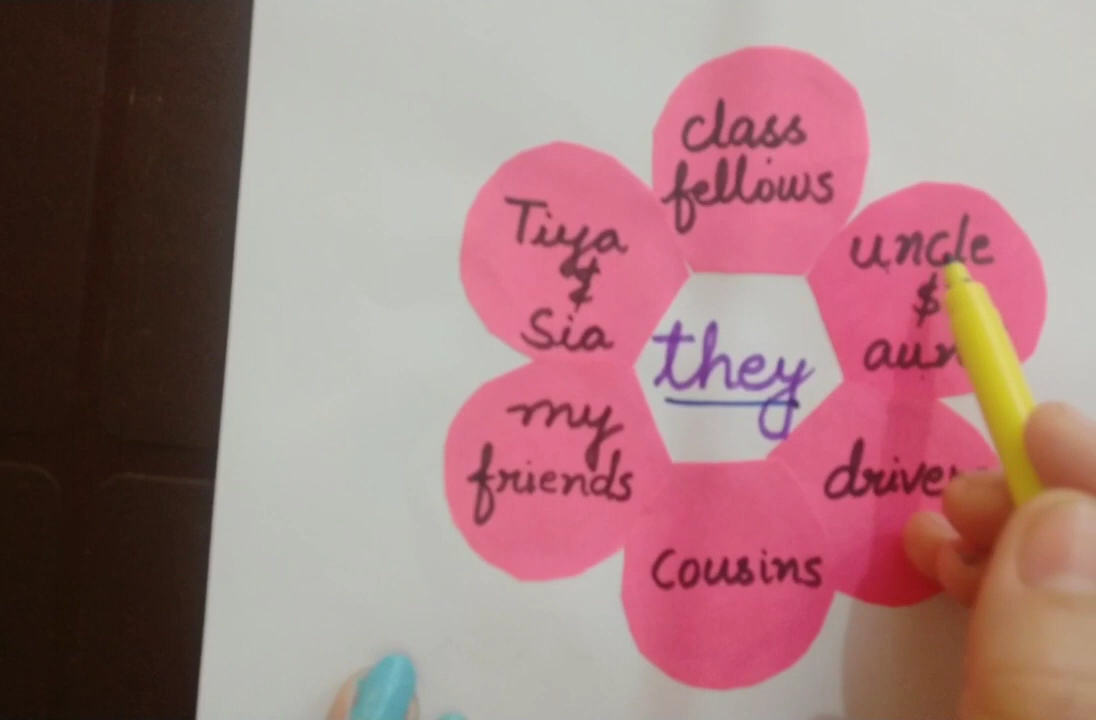 class
fellows
uncle
&
Tiya
&
Sia
they
my
friends
cousins